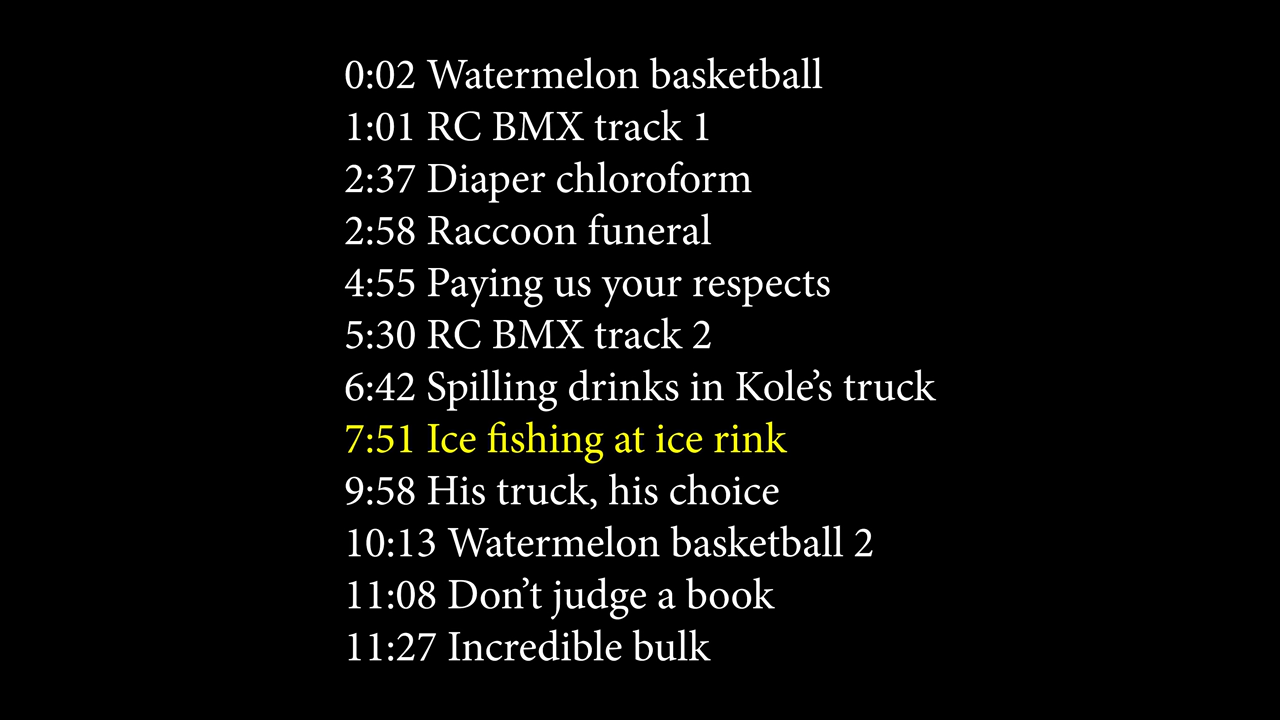 0:02 Watermelon basketball
1:01 RC BMX track 1
2:37 Diaper chloroform
2:58 Raccoon funeral
4:55 Paying us your respects
5:30 RC BMX track 2
6:42 Spilling drinks in Kole’s truck
7:51 Ice fishing at ice rink
9:58 His truck, his choice
10:13 Watermelon basketball 2
11:08 Don’t judge a book
11:27 Incredible bulk